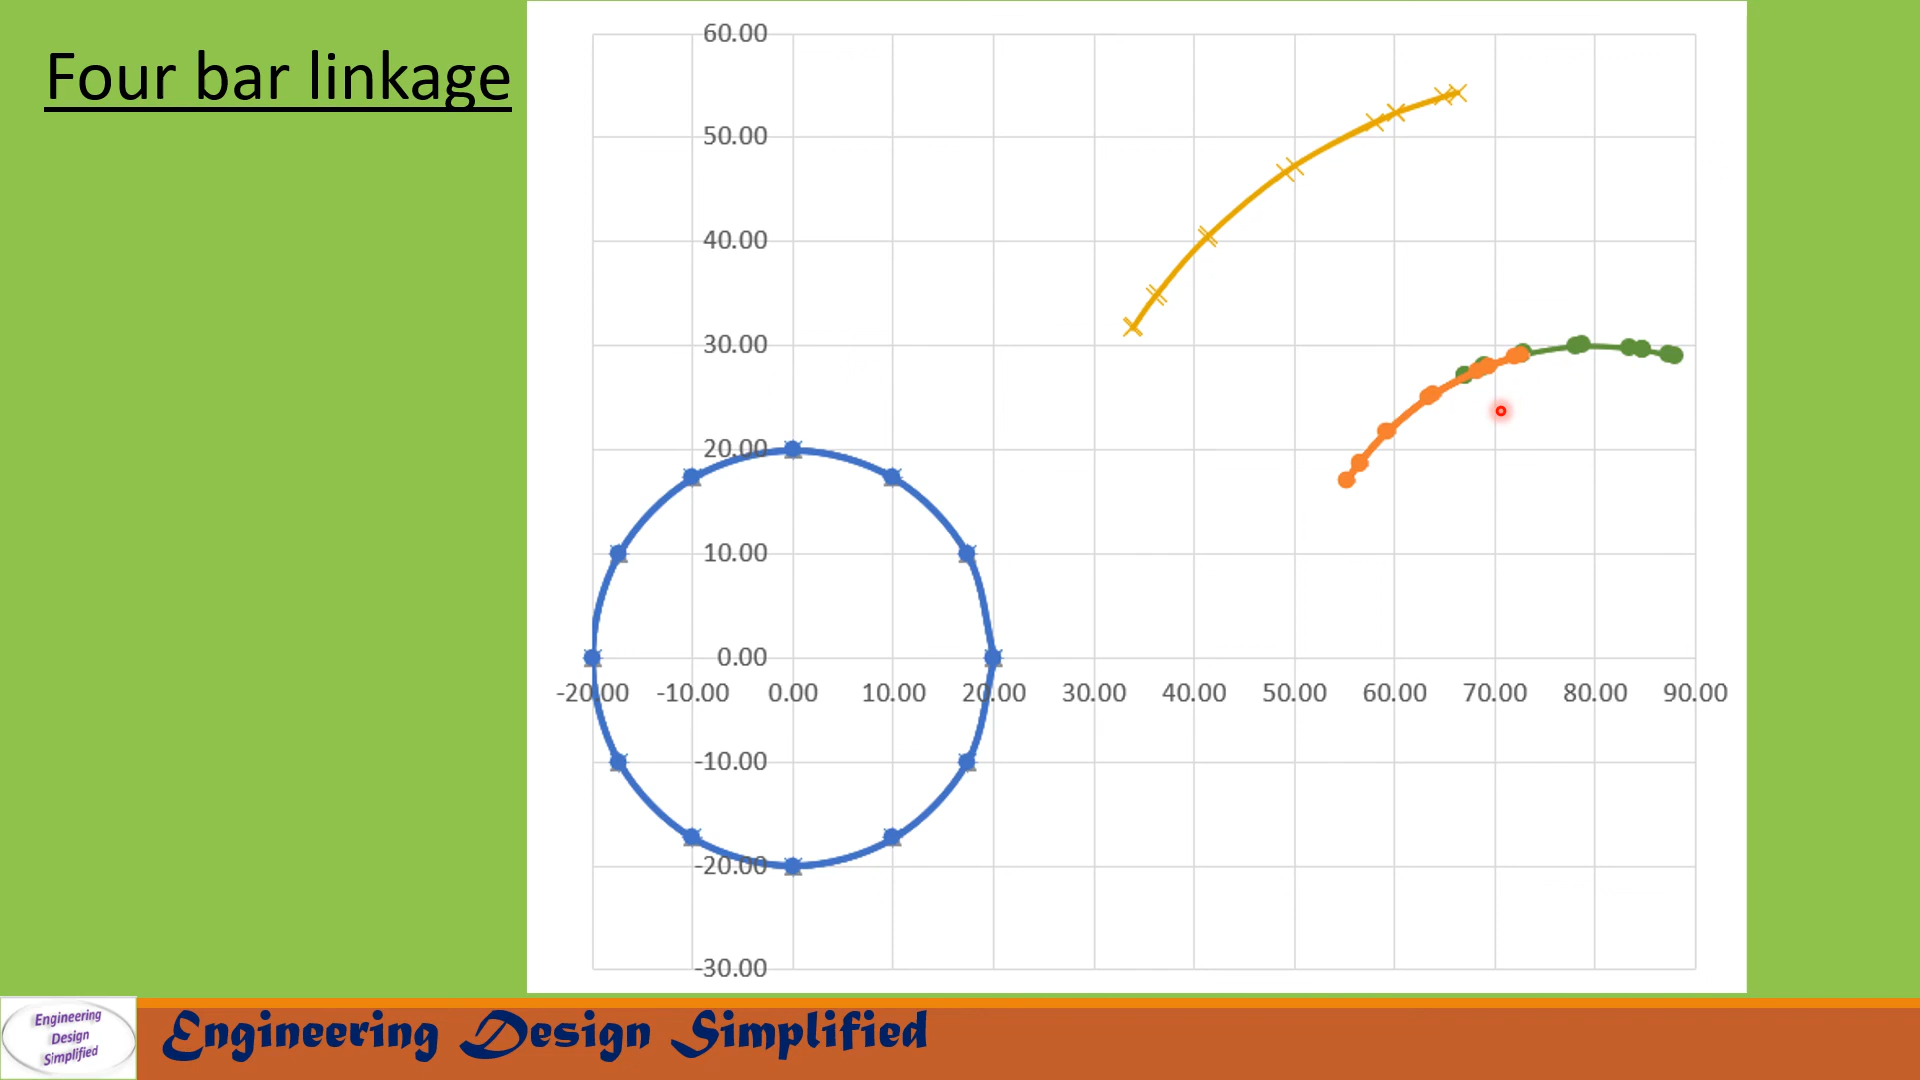 Four bar linkage
60.00
50.00
40.00
30.00
20.00
10.00
0.00
-20.00 -10.00 0.00 10.00 20.00 30.00 40.00 50.00 60.00 70.00 80.00 90.00
-10.00
-20.00
-30.00
Engineering
Design
Simplified
Engineering Design Simplified